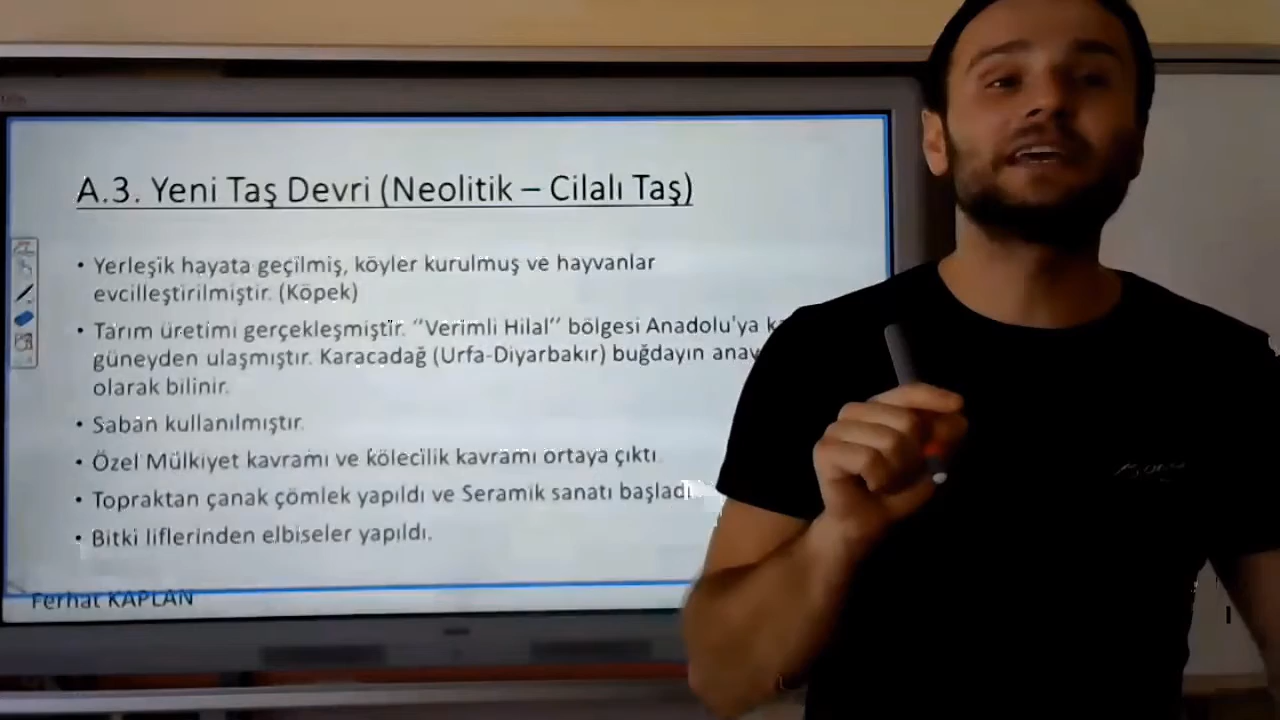 A.3. Yeni Taş Devri (Neolitik – Cilalı Taş)
• Yerleşik hayata geçilmiş, köyler kurulmuş ve hayvanlar
evcilleştirilmiştir. (Köpek)
• Tarım üretimi gerçekleşmiştir. “Verimli Hilal” bölgesi Anadolu'ya
güneyden ulaşmıştır. Karacadağ (Urfa-Diyarbakır) buğdayın
olarak bilinir.
• Saban kullanılmıştır.
• Özel Mülkiyet kavramı ve kölecilik kavramı ortaya çıktı.
• Topraktan çanak çömlek yapıldı ve Seramik sanatı başladı.
• Bitki liflerinden elbiseler yapıldı.
Ferhat KAPLAN